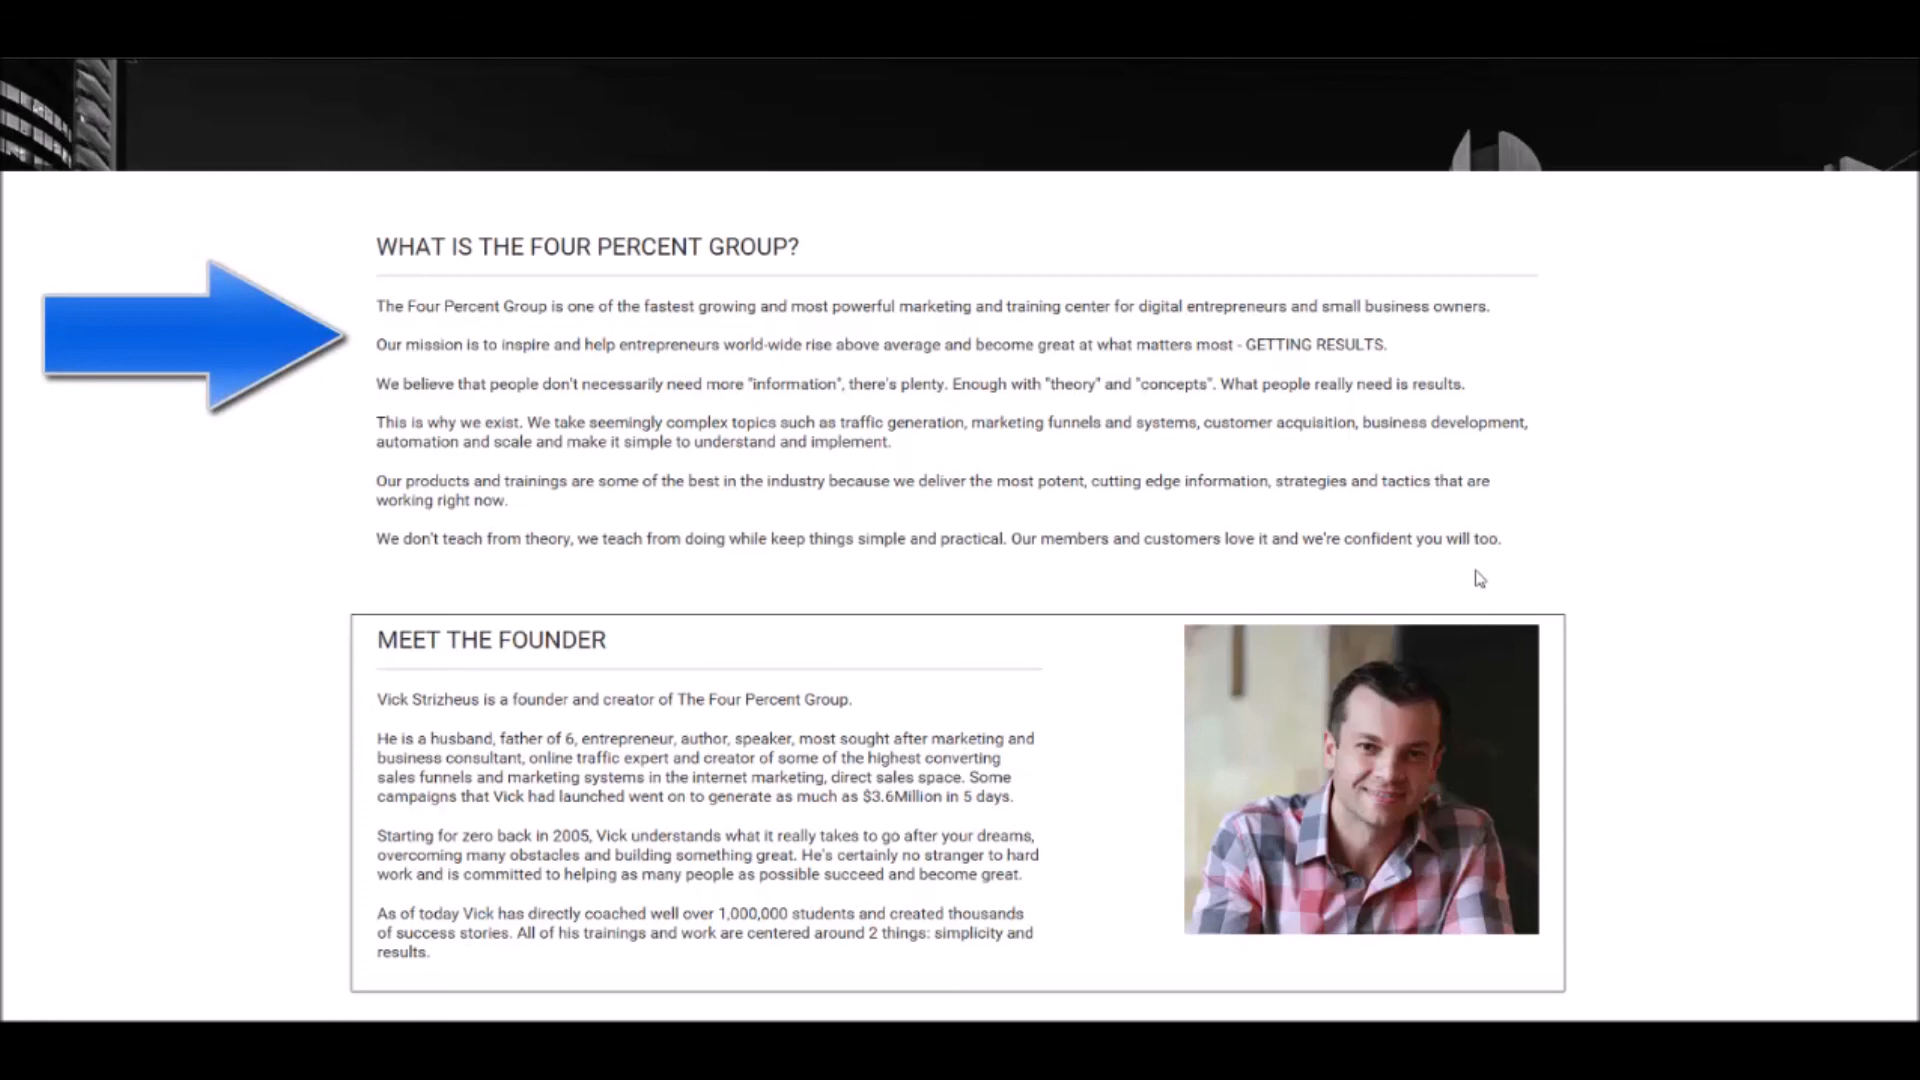 WHAT IS THE FOUR PERCENT GROUP?
The Four Percent Group is one of the fastest growing and most powerful marketing and training center for digital entrepreneurs and small business owners.
Our mission is to inspire and help entrepreneurs world-wide rise above average and become great at what matters most - GETTING RESULTS.
We believe that people don't necessarily need more "information", there's plenty. Enough with "theory" and "concepts". What people really need is results.
This is why we exist. We take seemingly complex topics such as traffic generation, marketing funnels and systems, customer acquisition, business development,
automation and scale and make it simple to understand and implement.
Our products and trainings are some of the best in the industry because we deliver the most potent, cutting edge information, strategies and tactics that are
working right now.
We don't teach from theory, we teach from doing while keep things simple and practical. Our members and customers love it and we're confident you will too.
MEET THE FOUNDER
Vick Strizheus is a founder and creator of The Four Percent Group.
He is a husband, father of 6, entrepreneur, author, speaker, most sought after marketing and
business consultant, online traffic expert and creator of some of the highest converting
sales funnels and marketing systems in the internet marketing, direct sales space. Some
campaigns that Vick had launched went on to generate as much as $3.6Million in 5 days.
Starting for zero back in 2005, Vick understands what it really takes to go after your dreams,
overcoming many obstacles and building something great. He's certainly no stranger to hard
work and is committed to helping as many people as possible succeed and become great.
As of today Vick has directly coached well over 1,000,000 students and created thousands
of success stories. All of his trainings and work are centered around 2 things: simplicity and
results.